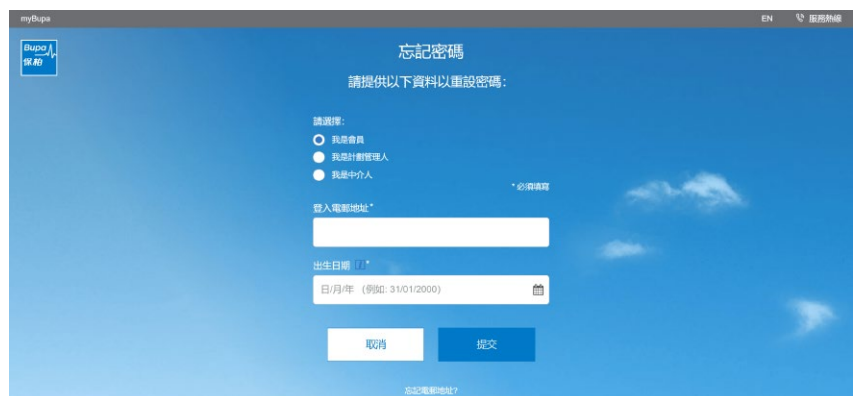 myBupa
EN
服務熱線
Bupa
保柏
忘記密碼
請提供以下資料以重設密碼:
請選擇:
我是會員
我是計劃管理人
我是中介人
*必須填寫
登入電郵地址*
出生日期 i *
日/月/年 (例如: 31/01/2000)
取消
提交
忘記電郵地址?